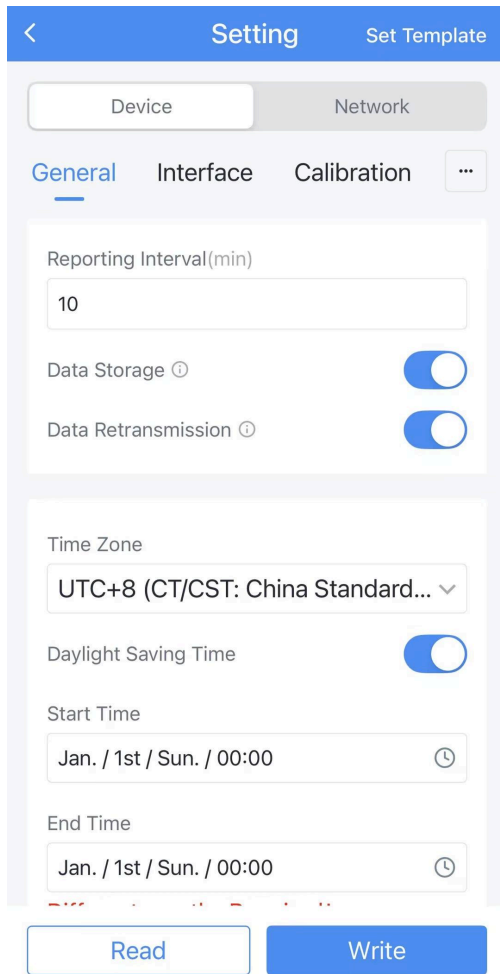 Setting
Set Template
Device
Network
General
Interface
Calibration
Reporting Interval(min)
10
Data Storage
Data Retransmission
Time Zone
UTC+8 (CT/CST: China Standard...
Daylight Saving Time
Start Time
Jan. / 1st / Sun. / 00:00
End Time
Jan. / 1st / Sun. / 00:00
Read
Write